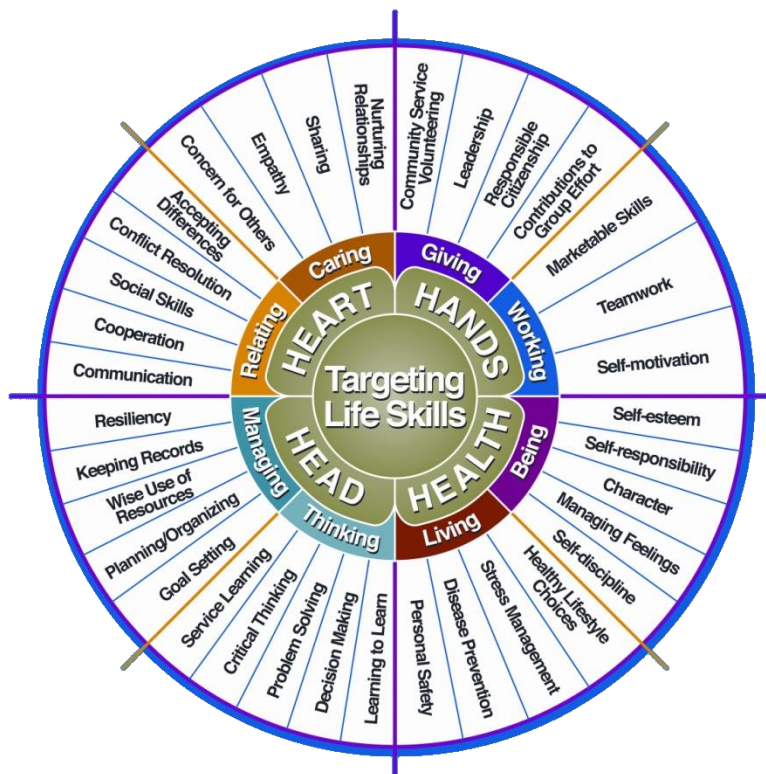 Targeting
Life Skills
HEART
HANDS
HEALTH
HEAD
Caring
Giving
Working
Being
Living
Thinking
Managing
Relating
Nurturing
Relationships
Sharing
Empathy
Concern for Others
Accepting
Differences
Conflict Resolution
Social Skills
Cooperation
Communication
Community Service
Volunteering
Leadership
Responsible
Citizenship
Contributions to
Group Effort
Marketable Skills
Teamwork
Self-motivation
Self-esteem
Self-responsibility
Character
Managing Feelings
Self-discipline
Healthy Lifestyle
Choices
Stress Management
Disease Prevention
Personal Safety
Learning to Learn
Decision Making
Problem Solving
Critical Thinking
Service Learning
Goal Setting
Planning/Organizing
Wise Use of
Resources
Keeping Records
Resiliency